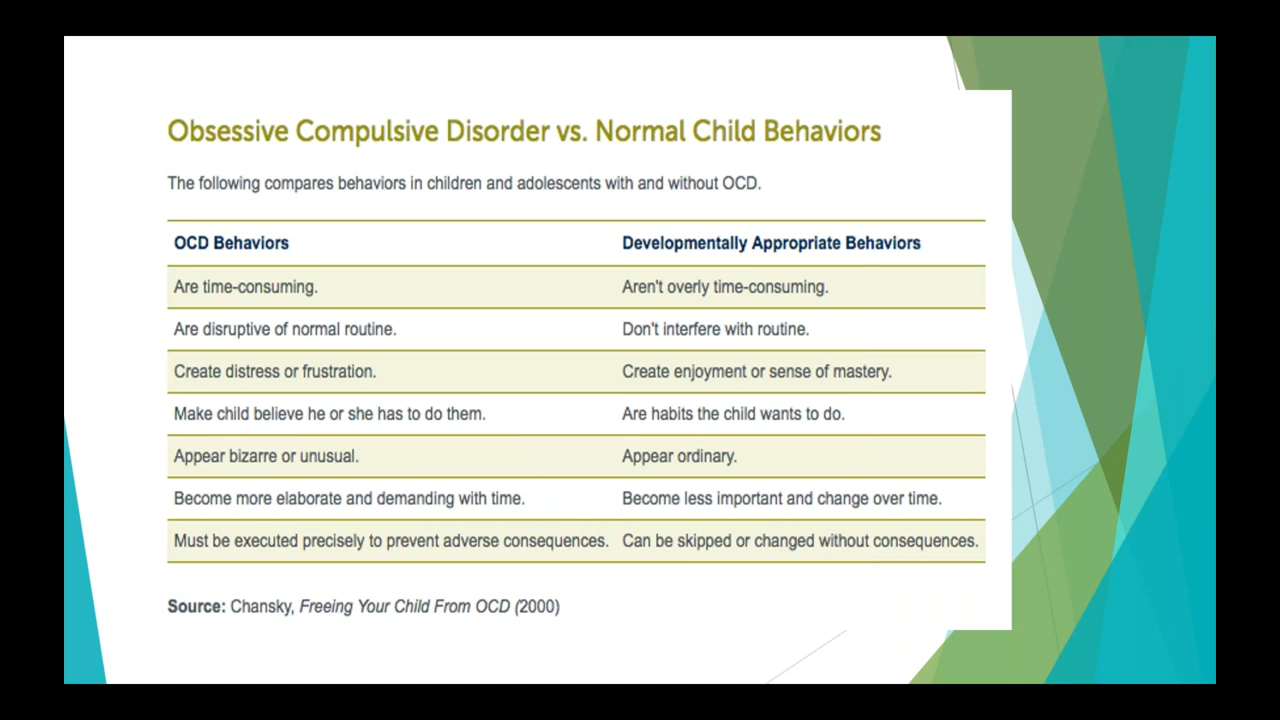 Obsessive Compulsive Disorder vs. Normal Child Behaviors
The following compares behaviors in children and adolescents with and without OCD.
OCD Behaviors Developmentally Appropriate Behaviors
Are time-consuming. Aren't overly time-consuming.
Are disruptive of normal routine. Don't interfere with routine.
Create distress or frustration. Create enjoyment or sense of mastery.
Make child believe he or she has to do them. Are habits the child wants to do.
Appear bizarre or unusual. Appear ordinary.
Become more elaborate and demanding with time. Become less important and change over time.
Must be executed precisely to prevent adverse consequences. Can be skipped or changed without consequences.
Source: Chansky, Freeing Your Child From OCD (2000)